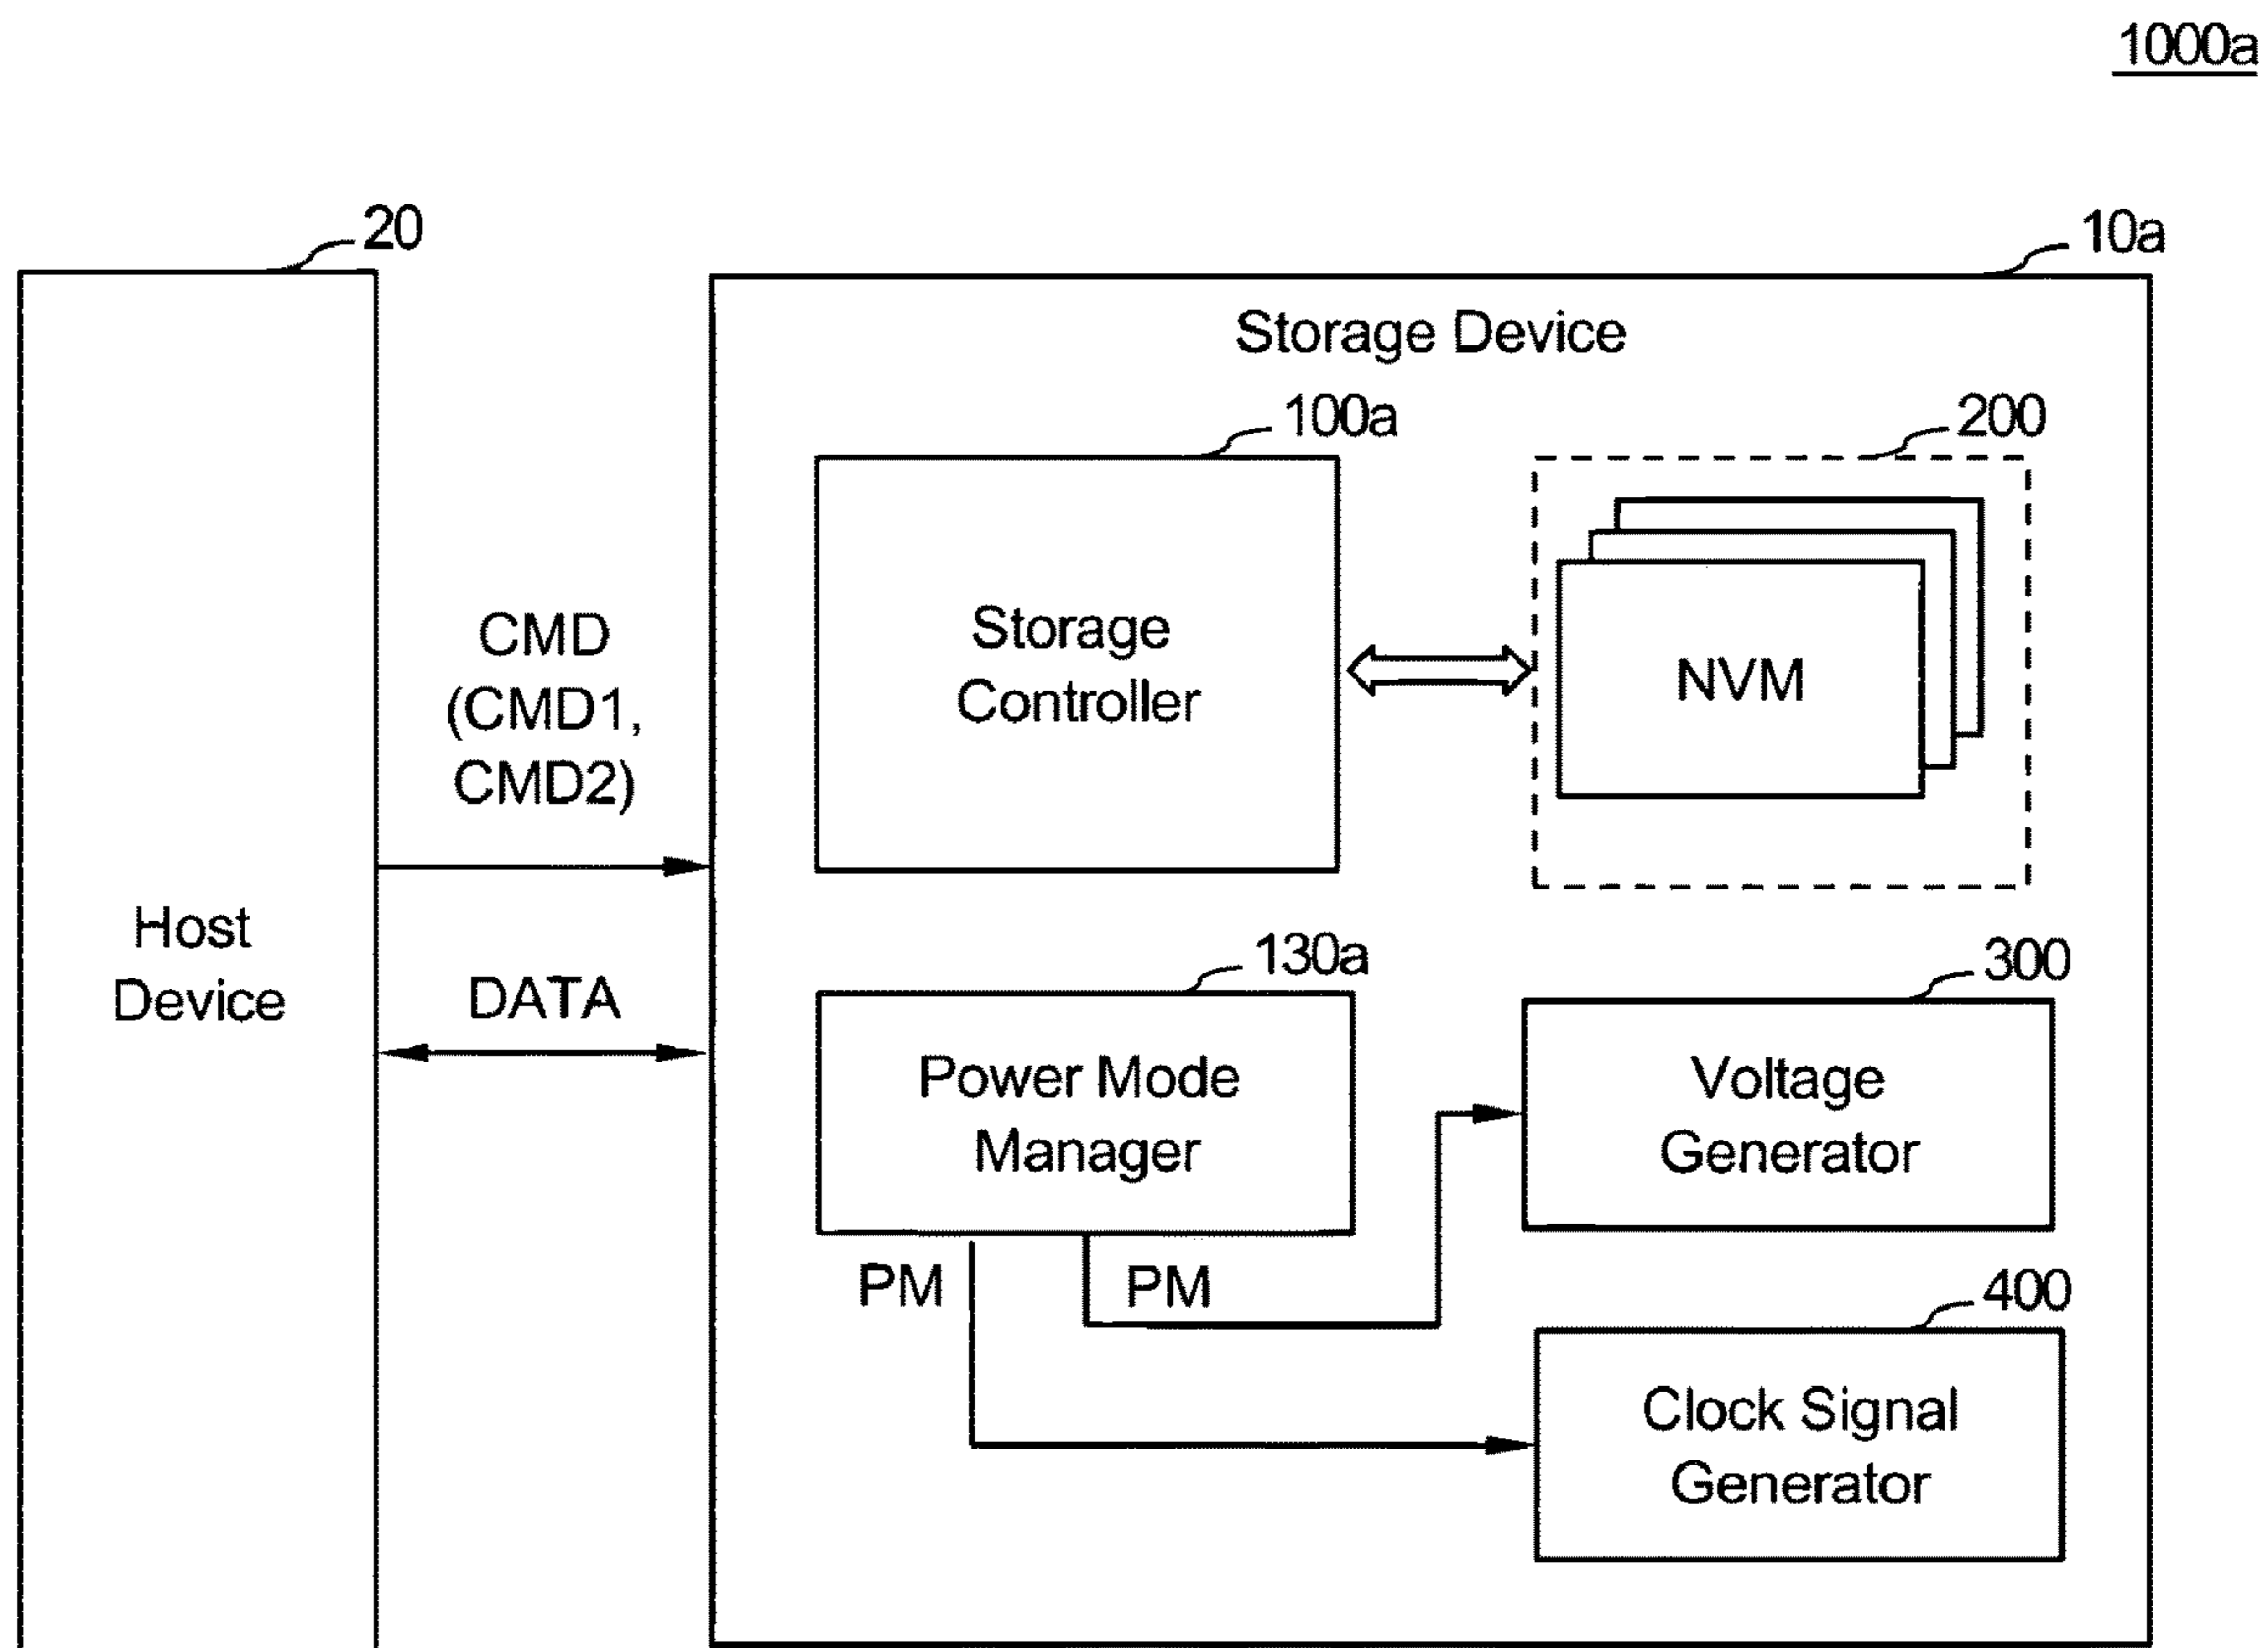 1000a
20
10a
Storage Device
100a
200
Storage
Controller
NVM
CMD
(CMD1,
CMD2)
Host
Device
DATA
130a
300
Power Mode
Manager
Voltage
Generator
PM
PM
400
Clock Signal
Generator